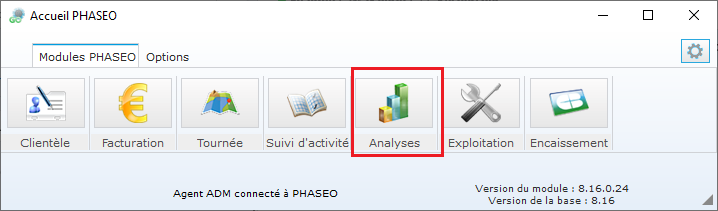 Accueil PHASEO
Modules PHASEO Options
Clientèle Facturation Tournée Suivi d'activité Analyses Exploitation Encaissement
Agent ADM connecté à PHASEO
Version du module : 8.16.0.24
Version de la base : 8.16